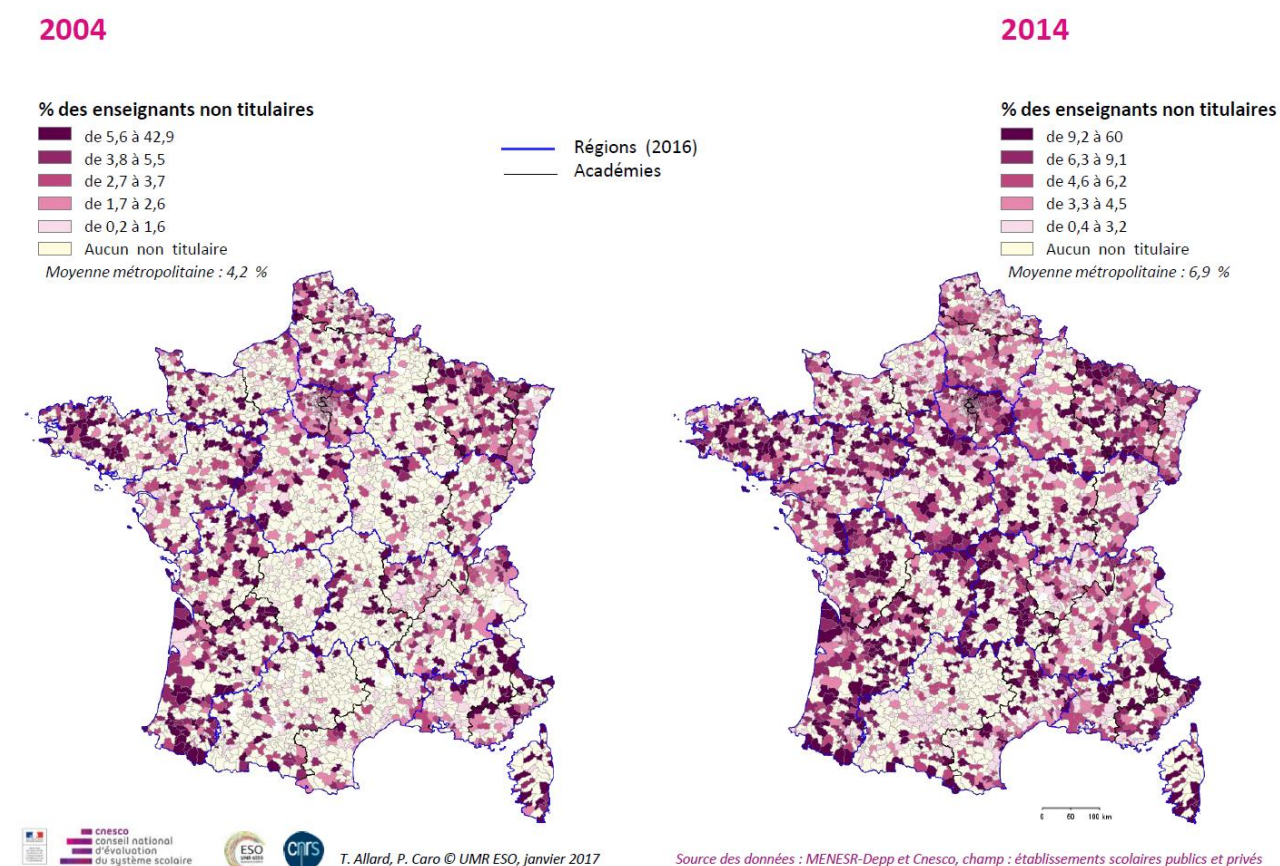 2004
% des enseignants non titulaires
de 5,6 à 42,9
de 3,8 à 5,5
de 2,7 à 3,7
de 1,7 à 2,6
de 0,2 à 1,6
Aucun non titulaire
Moyenne métropolitaine : 4,2 %
Régions (2016)
Académies
2014
% des enseignants non titulaires
de 9,2 à 60
de 6,3 à 9,1
de 4,6 à 6,2
de 3,3 à 4,5
de 0,4 à 3,2
Aucun non titulaire
Moyenne métropolitaine : 6,9 %
0 60 100 km
cnesco
conseil national
d'évaluation
du système scolaire
ESO
cnrs
T. Allard, P. Caro © UMR ESO, janvier 2017
Source des données : MENESR-Depp et Cnesco, champ : établissements scolaires publics et privés